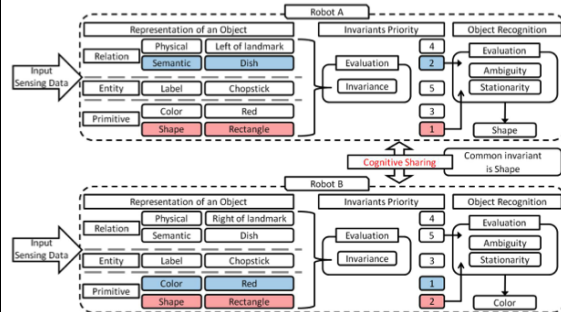 Robot A
Representation of an Object
Invariants Priority
Object Recognition
Input
Sensing Data
Relation
Physical
Left of landmark
Semantic
Dish
Entity
Label
Chopstick
Primitive
Color
Red
Shape
Rectangle
Evaluation
Invariance
4
2
5
3
1
Evaluation
Ambiguity
Stationarity
Shape
Cognitive Sharing
Common invariant
is Shape
Robot B
Representation of an Object
Invariants Priority
Object Recognition
Input
Sensing Data
Relation
Physical
Right of landmark
Semantic
Dish
Entity
Label
Chopstick
Primitive
Color
Red
Shape
Rectangle
Evaluation
Invariance
4
5
3
1
2
Evaluation
Ambiguity
Stationarity
Color